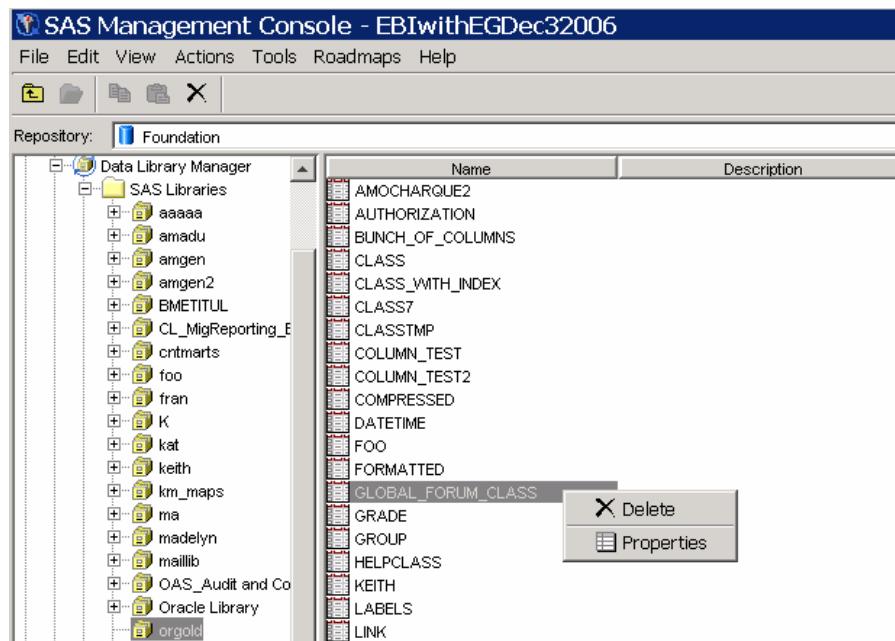 SAS Management Console - EBIwithEGDec32006
File Edit View Actions Tools Roadmaps Help
Repository: Foundation
Data Library Manager
SAS Libraries
aaaaa
amadu
amgen
amgen2
BMETITUL
CL_MigReporting_E
cntmarts
foo
fran
K
kat
keith
km_maps
ma
madelyn
maillib
OAS_Audit and Co
Oracle Library
orgold
Name Description
AMOCHARQUE2
AUTHORIZATION
BUNCH_OF_COLUMNS
CLASS
CLASS_WITH_INDEX
CLASS7
CLASSTMP
COLUMN_TEST
COLUMN_TEST2
COMPRESSED
DATETIME
FOO
FORMATTED
GLOBAL_FORUM_CLASS
GRADE
GROUP
HELPCLASS
KEITH
LABELS
LINK
Delete
Properties